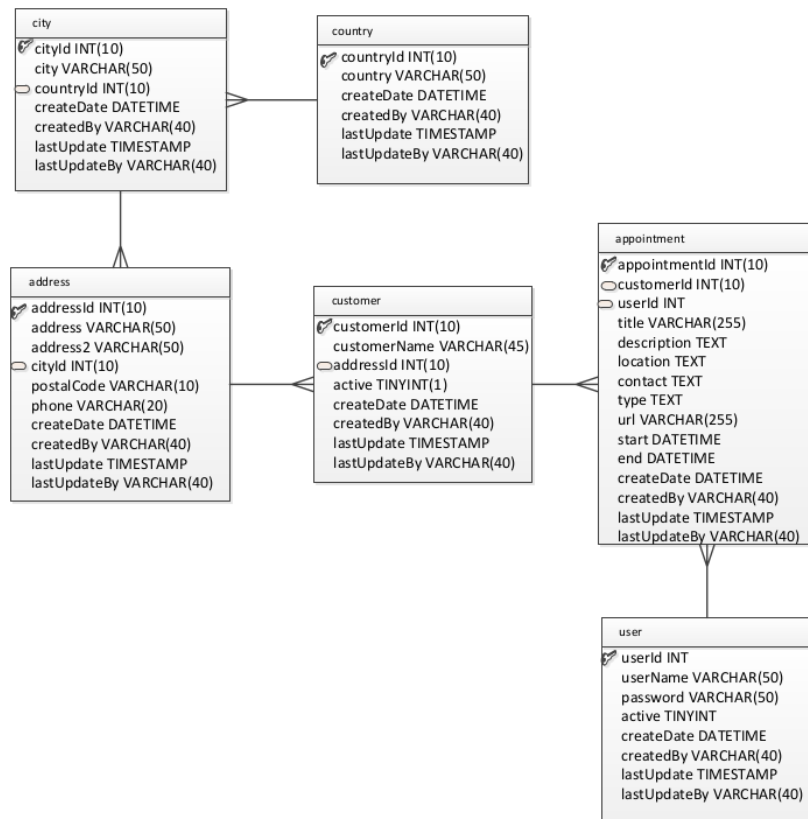 city
cityId INT(10)
city VARCHAR(50)
countryId INT(10)
createDate DATETIME
createdBy VARCHAR(40)
lastUpdate TIMESTAMP
lastUpdateBy VARCHAR(40)
country
countryId INT(10)
country VARCHAR(50)
createDate DATETIME
createdBy VARCHAR(40)
lastUpdate TIMESTAMP
lastUpdateBy VARCHAR(40)
address
addressId INT(10)
address VARCHAR(50)
address2 VARCHAR(50)
cityId INT(10)
postalCode VARCHAR(10)
phone VARCHAR(20)
createDate DATETIME
createdBy VARCHAR(40)
lastUpdate TIMESTAMP
lastUpdateBy VARCHAR(40)
customer
customerId INT(10)
customerName VARCHAR(45)
addressId INT(10)
active TINYINT(1)
createDate DATETIME
createdBy VARCHAR(40)
lastUpdate TIMESTAMP
lastUpdateBy VARCHAR(40)
appointment
appointmentId INT(10)
customerId INT(10)
userId INT
title VARCHAR(255)
description TEXT
location TEXT
contact TEXT
type TEXT
url VARCHAR(255)
start DATETIME
end DATETIME
createDate DATETIME
createdBy VARCHAR(40)
lastUpdate TIMESTAMP
lastUpdateBy VARCHAR(40)
user
userId INT
userName VARCHAR(50)
password VARCHAR(50)
active TINYINT
createDate DATETIME
createdBy VARCHAR(40)
lastUpdate TIMESTAMP
lastUpdateBy VARCHAR(40)